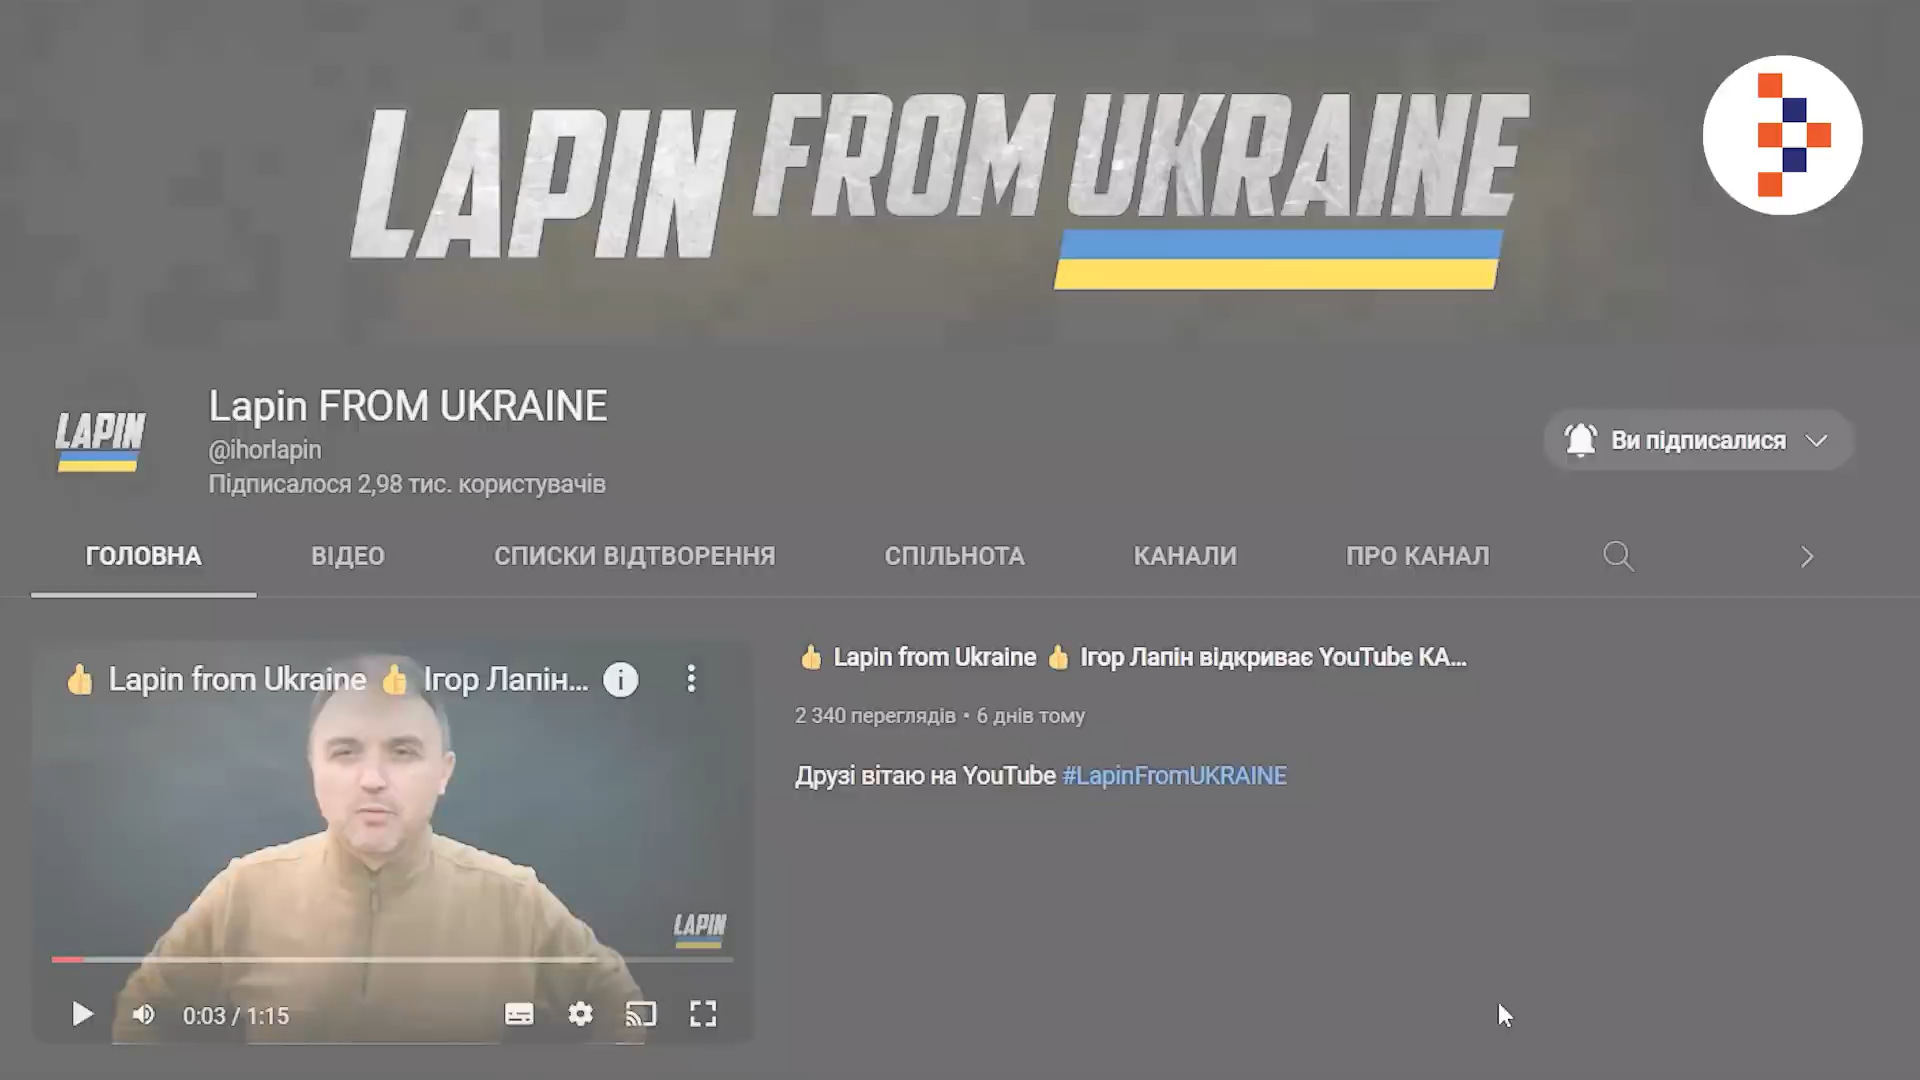 LAPIN FROM UKRAINE
LAPIN
Lapin FROM UKRAINE
@ihorlapin
Підписалося 2,98 тис. користувачів
Ви підписалися
ГОЛОВНА ВІДЕО СПИСКИ ВІДТВОРЕННЯ СПІЛЬНОТА КАНАЛИ ПРО КАНАЛ
👍 Lapin from Ukraine 👍 Ігор Лапін...
LAPIN
0:03 / 1:15
👍 Lapin from Ukraine 👍 Ігор Лапін відкриває YouTube КА...
2 340 переглядів • 6 днів тому
Друзі вітаю на YouTube #LapinFromUKRAINE